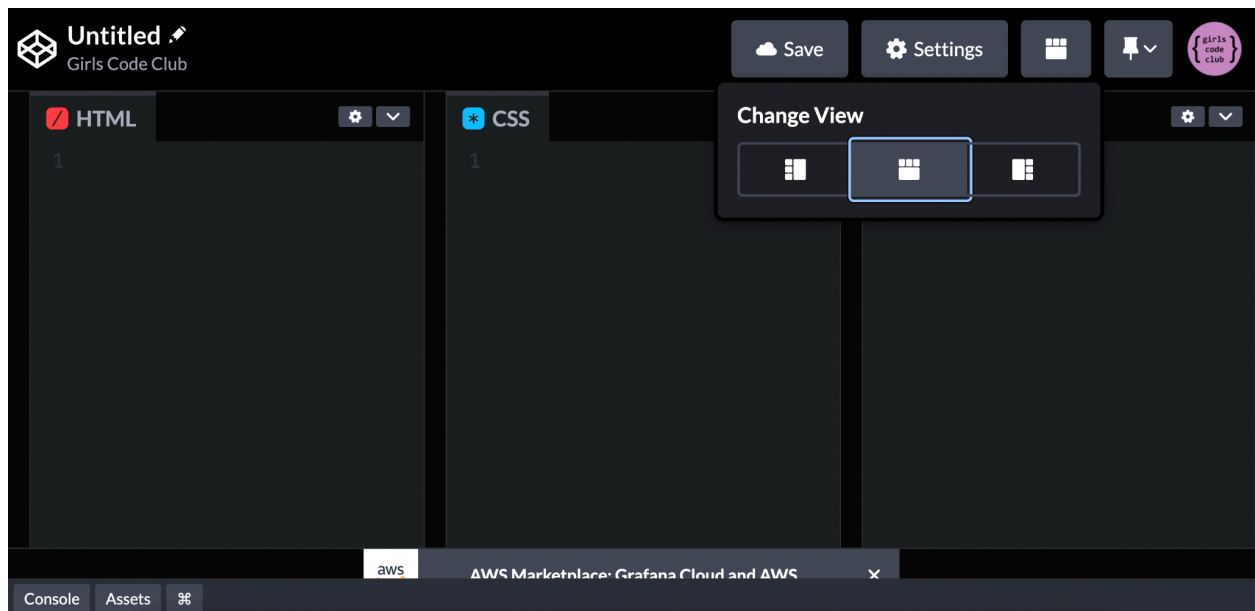 Untitled
Girls Code Club
Save
Settings
{girls
code
club}
Change View
HTML
CSS
1
1
aws
AWS Marketplace: Grafana Cloud and AWS
Console
Assets
⌘